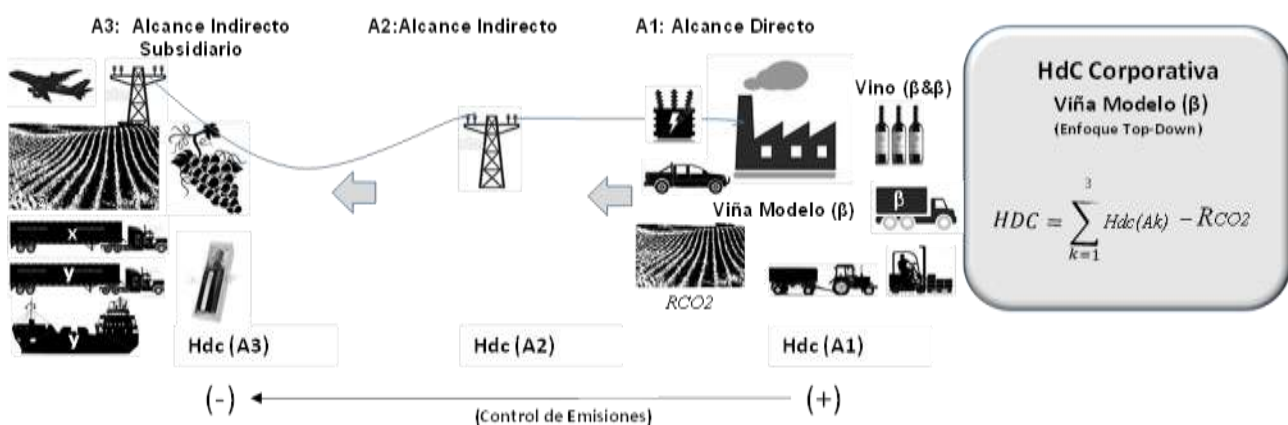 A3: Alcance Indirecto
Subsidiario
A2:Alcance Indirecto
A1: Alcance Directo
Vino (β&β)
Viña Modelo (β)
β
x
y
y
RCO2
Hdc (A3)
Hdc (A2)
Hdc (A1)
(-)
(+)
(Control de Emisiones)
HdC Corporativa
Viña Modelo (β)
(Enfoque Top-Down)
HDC = ∑ Hdc(Ak) - RCO2
3
k=1